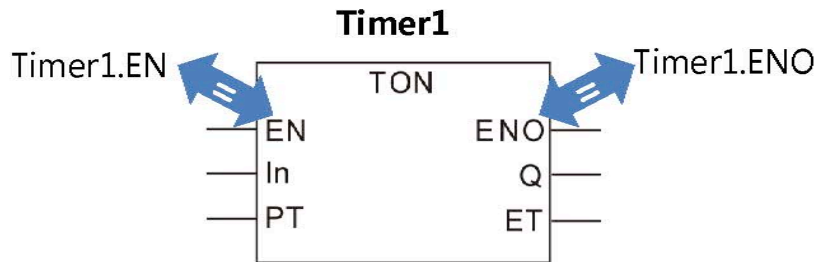 Timer1
Timer1.EN
Timer1.ENO
TON
EN
ENO
In
Q
PT
ET